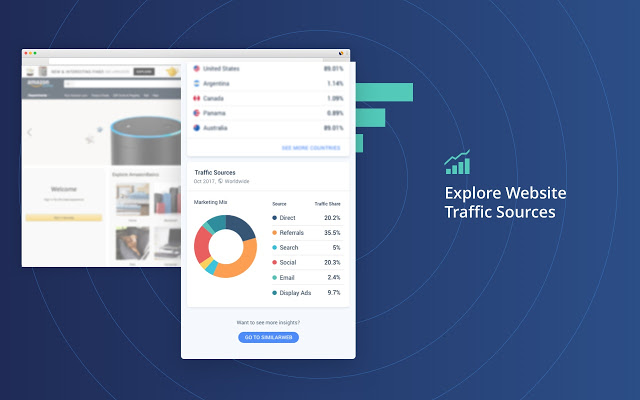 amazon
Welcome
United States 89.01%
Argentina 1.14%
Canada 1.09%
Panama 0.89%
Australia 89.01%
SEE MORE COUNTRIES
Traffic Sources
Oct 2017, Worldwide
Marketing Mix
Source Traffic Share
Direct 20.2%
Referrals 35.5%
Search 5%
Social 20.3%
Email 2.4%
Display Ads 9.7%
Want to see more insights?
GO TO SIMILARWEB
Explore Website
Traffic Sources